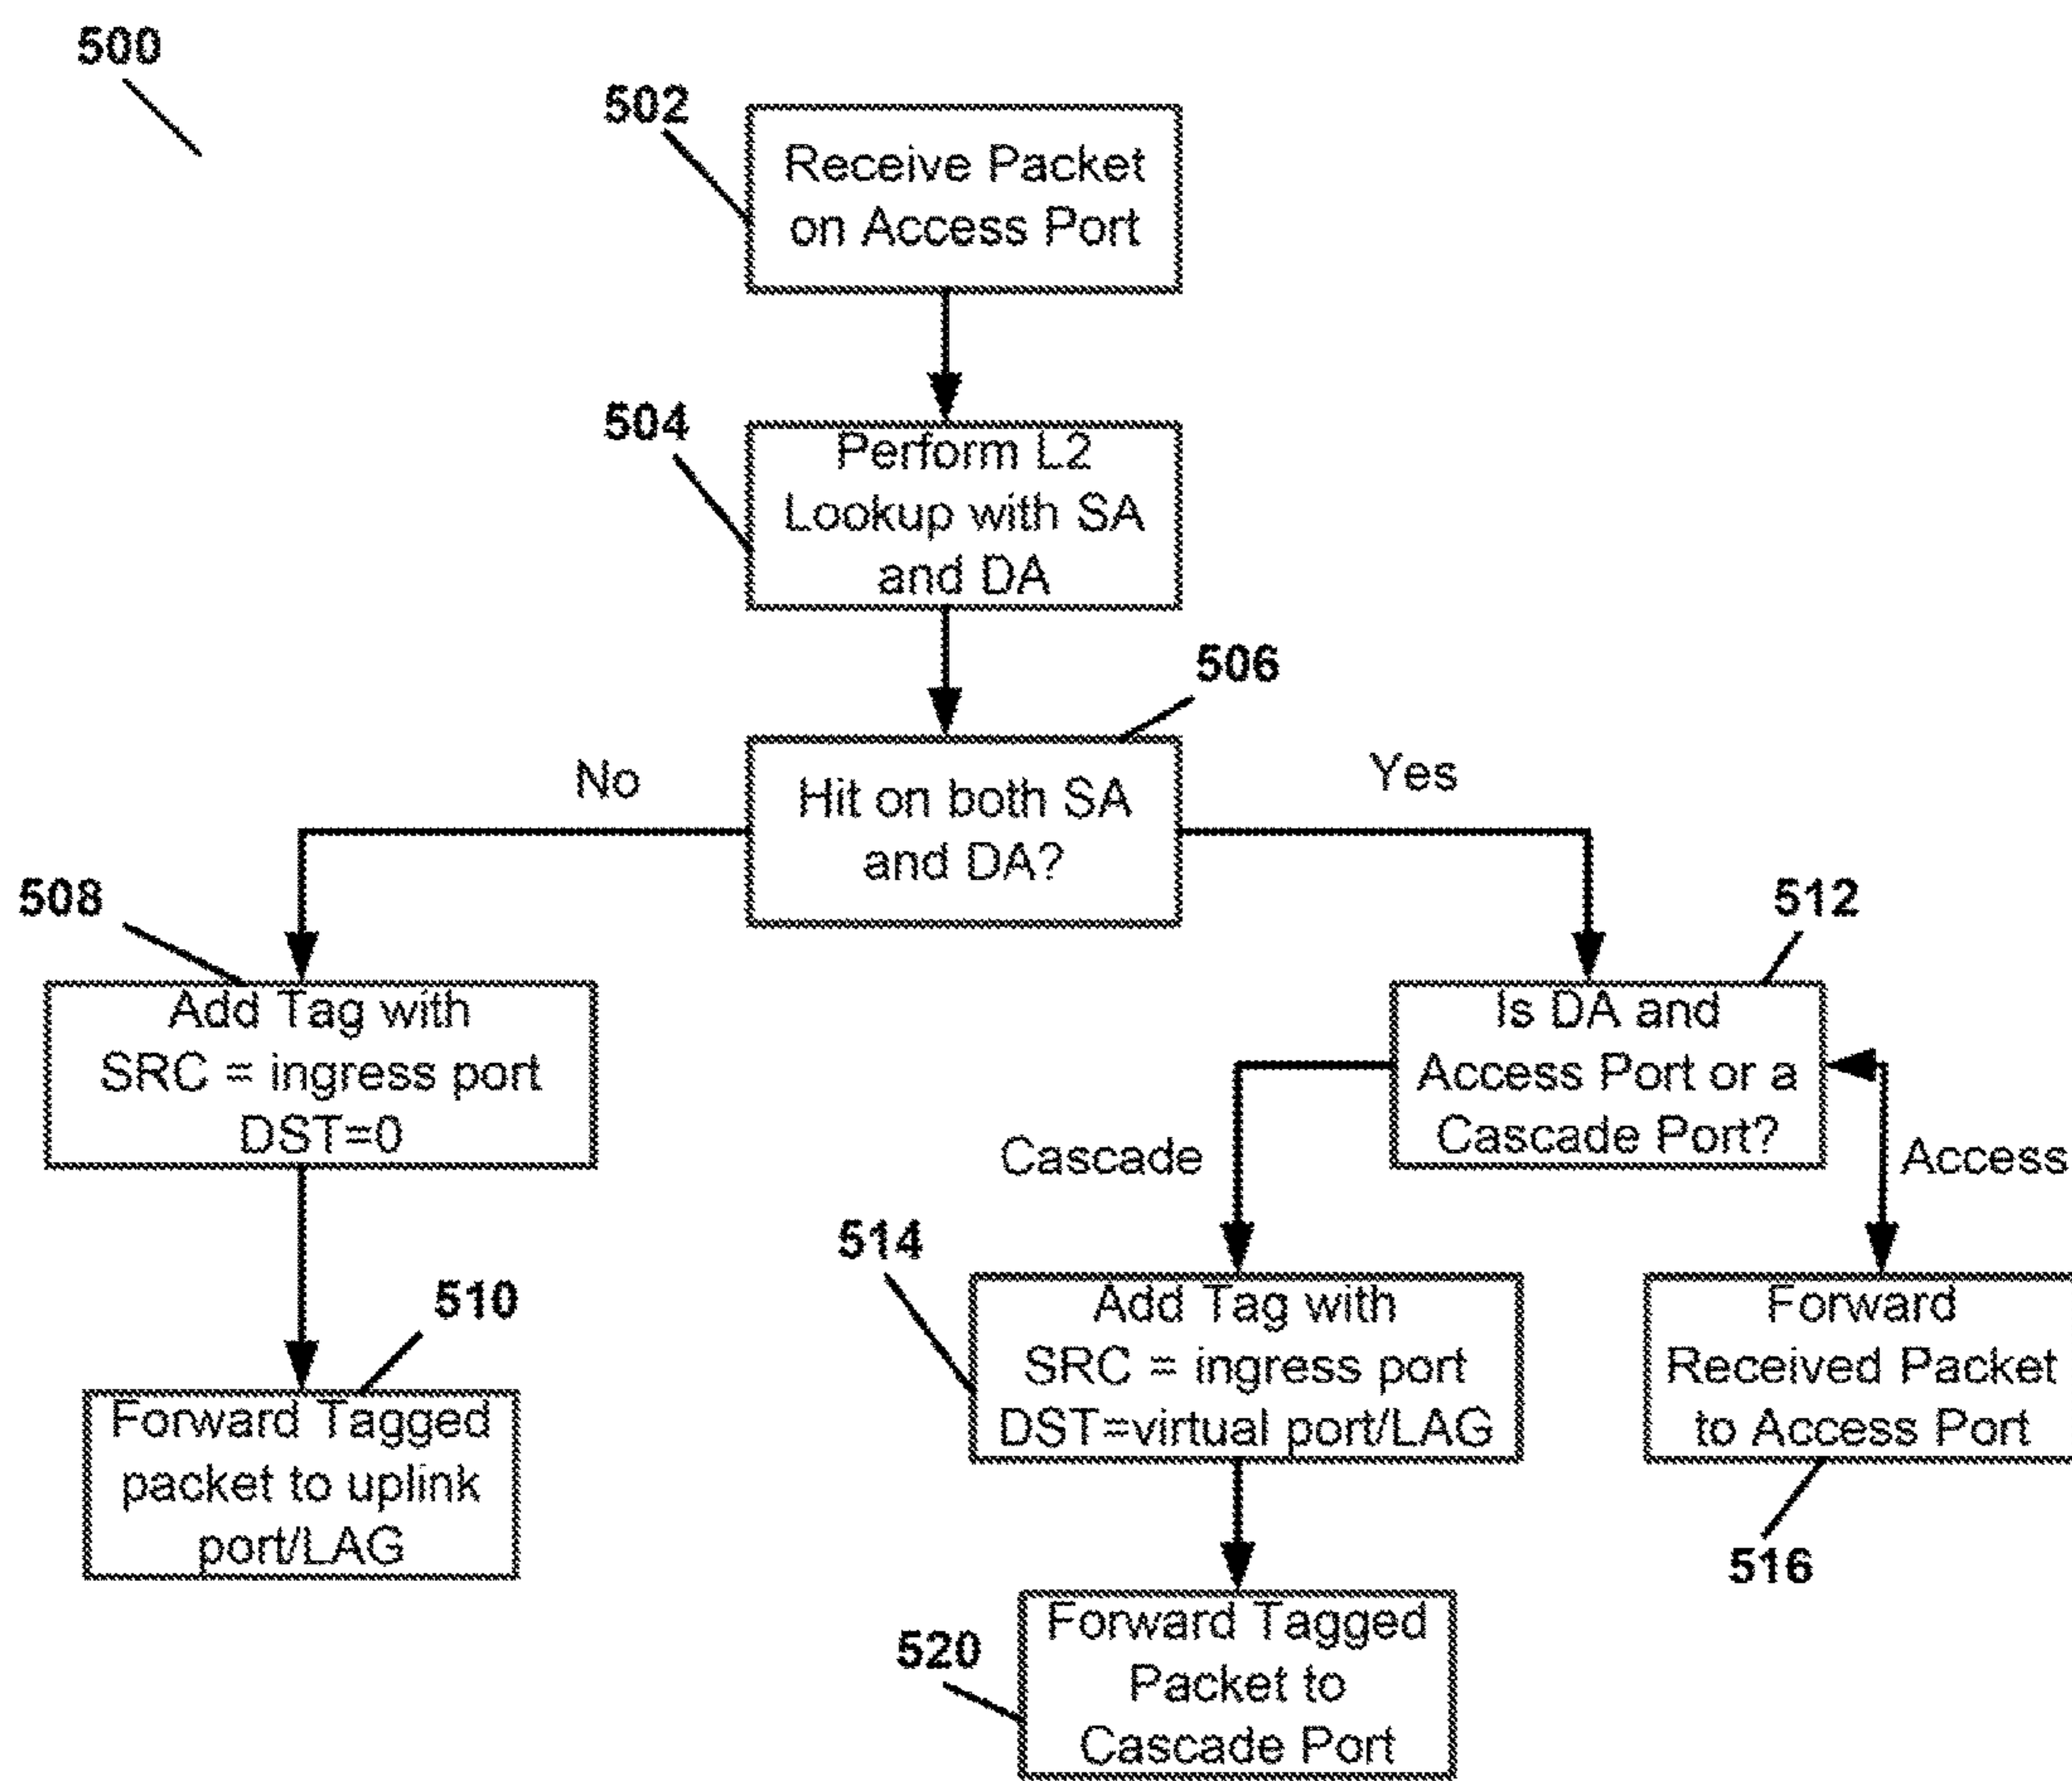 500
502
Receive Packet
on Access Port
504
Perform L2
Lookup with SA
and DA
506
No
Hit on both SA
and DA?
Yes
508
Add Tag with
SRC = ingress port
DST=0
512
Is DA and
Access Port or a
Cascade Port?
Cascade
Access
510
Forward Tagged
packet to uplink
port/LAG
514
Add Tag with
SRC = ingress port
DST=virtual port/LAG
Forward
Received Packet
to Access Port
516
520
Forward Tagged
Packet to
Cascade Port